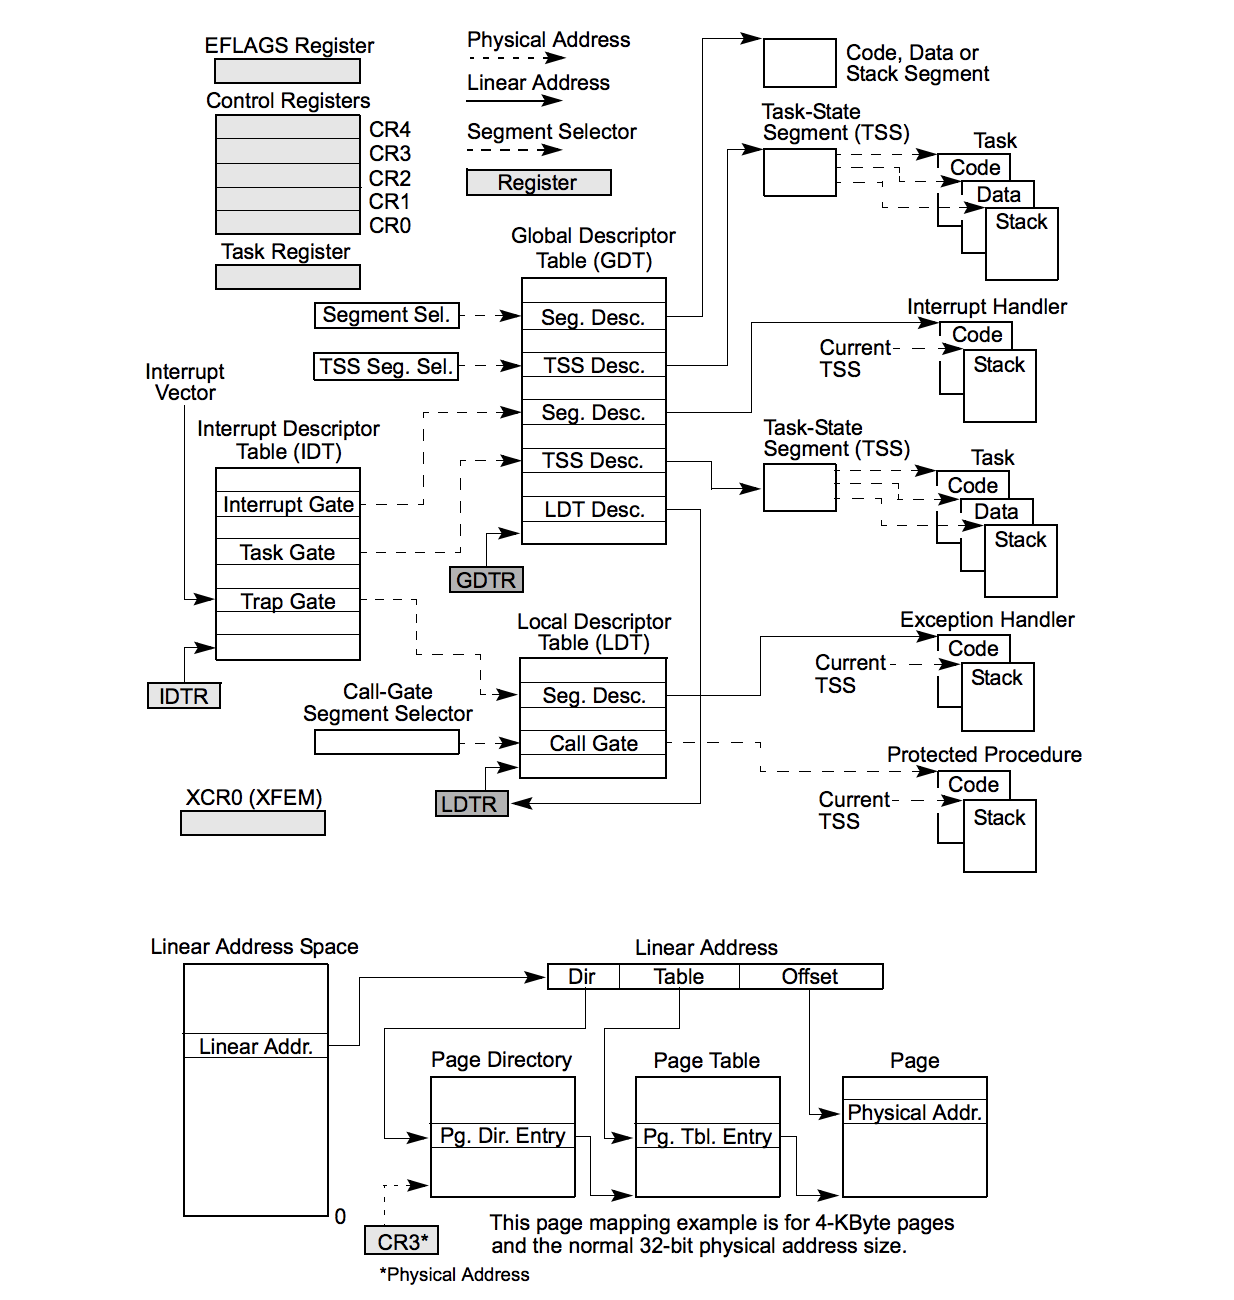 EFLAGS Register
Control Registers
CR4
CR3
CR2
CR1
CR0
Task Register
Physical Address
Linear Address
Segment Selector
Register
Code, Data or
Stack Segment
Task-State
Segment (TSS)
Task
Code
Data
Stack
Global Descriptor
Table (GDT)
Segment Sel.
Seg. Desc.
TSS Seg. Sel.
TSS Desc.
Seg. Desc.
TSS Desc.
LDT Desc.
GDTR
Interrupt Handler
Code
Current
TSS
Stack
Interrupt
Vector
Interrupt Descriptor
Table (IDT)
Interrupt Gate
Task Gate
Trap Gate
IDTR
Task-State
Segment (TSS)
Task
Code
Data
Stack
Local Descriptor
Table (LDT)
Seg. Desc.
Call Gate
LDTR
Call-Gate
Segment Selector
Exception Handler
Code
Current
TSS
Stack
Protected Procedure
Code
Current
TSS
Stack
XCR0 (XFEM)
Linear Address Space
Linear Addr.
0
Linear Address
Dir
Table
Offset
Page Directory
Pg. Dir. Entry
Page Table
Pg. Tbl. Entry
Page
Physical Addr.
CR3*
*Physical Address
This page mapping example is for 4-KByte pages
and the normal 32-bit physical address size.